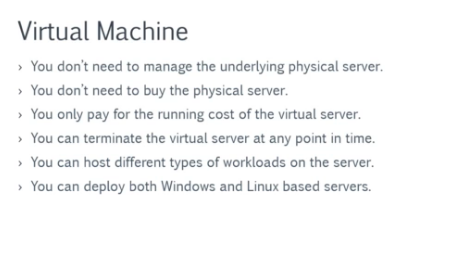 Virtual Machine
› You don't need to manage the underlying physical server.
› You don't need to buy the physical server.
› You only pay for the running cost of the virtual server.
› You can terminate the virtual server at any point in time.
› You can host different types of workloads on the server.
› You can deploy both Windows and Linux based servers.